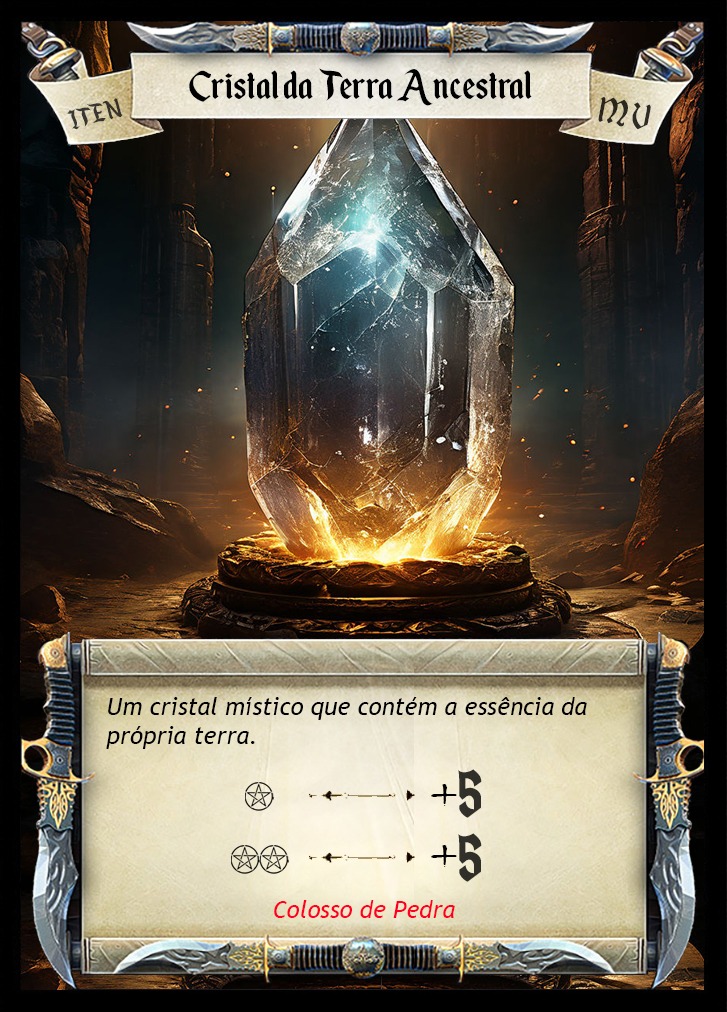 Cristal da Terra Ancestral
ITEN
MU
Um cristal místico que contém a essência da
própria terra.
+5
+5
Colosso de Pedra